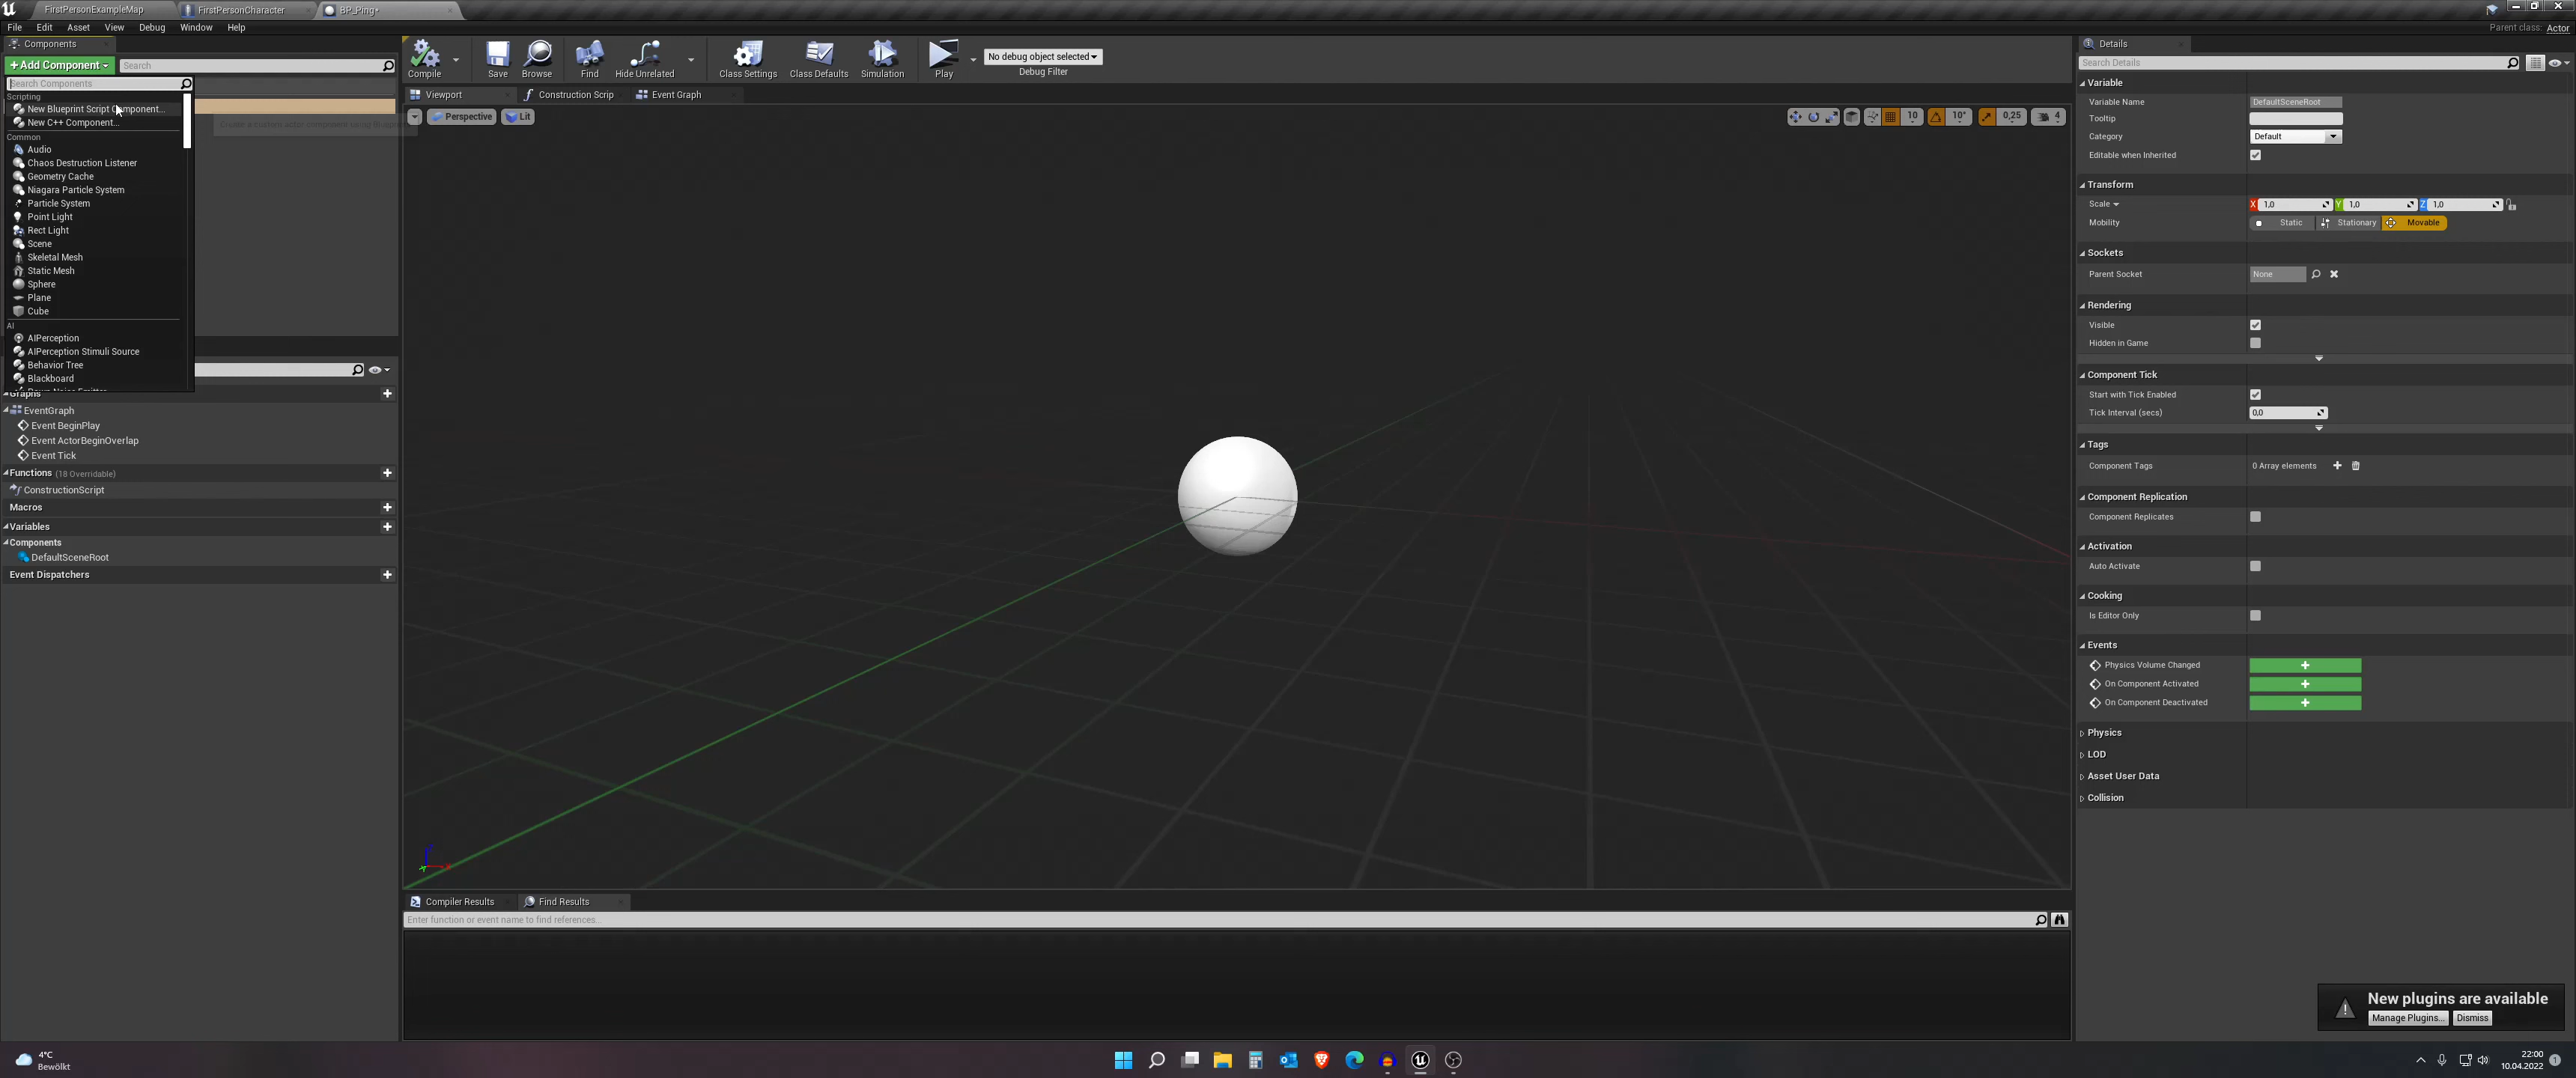 FirstPersonExampleMap
FirstPersonCharacter
BP_Ping*
File Edit Asset View Debug Window Help
Parent class: Actor
Components
+Add Component
Search
Search Components
Scripting
New Blueprint Script Component...
New C++ Component...
Common
Audio
Chaos Destruction Listener
Geometry Cache
Niagara Particle System
Particle System
Point Light
Rect Light
Scene
Skeletal Mesh
Static Mesh
Sphere
Plane
Cube
AI
AIPerception
AIPerception Stimuli Source
Behavior Tree
Blackboard
Graphs
EventGraph
Event BeginPlay
Event ActorBeginOverlap
Event Tick
Functions (18 Overridable)
ConstructionScript
Macros
Variables
Components
DefaultSceneRoot
Event Dispatchers
Compile
Save
Browse
Find
Hide Unrelated
Class Settings
Class Defaults
Simulation
Play
No debug object selected
Debug Filter
Viewport
Construction Scrip
Event Graph
Perspective
Lit
10
10°
0,25
4
Compiler Results
Find Results
Enter function or event name to find references...
Details
Search Details
Variable
Variable Name DefaultSceneRoot
Tooltip
Category Default
Editable when Inherited
Transform
Scale X 1,0 Y 1,0 Z 1,0
Mobility Static Stationary Movable
Sockets
Parent Socket None
Rendering
Visible
Hidden in Game
Component Tick
Start with Tick Enabled
Tick Interval (secs) 0,0
Tags
Component Tags 0 Array elements
Component Replication
Component Replicates
Activation
Auto Activate
Cooking
Is Editor Only
Events
Physics Volume Changed
On Component Activated
On Component Deactivated
Physics
LOD
Asset User Data
Collision
New plugins are available
Manage Plugins... Dismiss
4°C
Bewölkt
22:00
10.04.2022
1